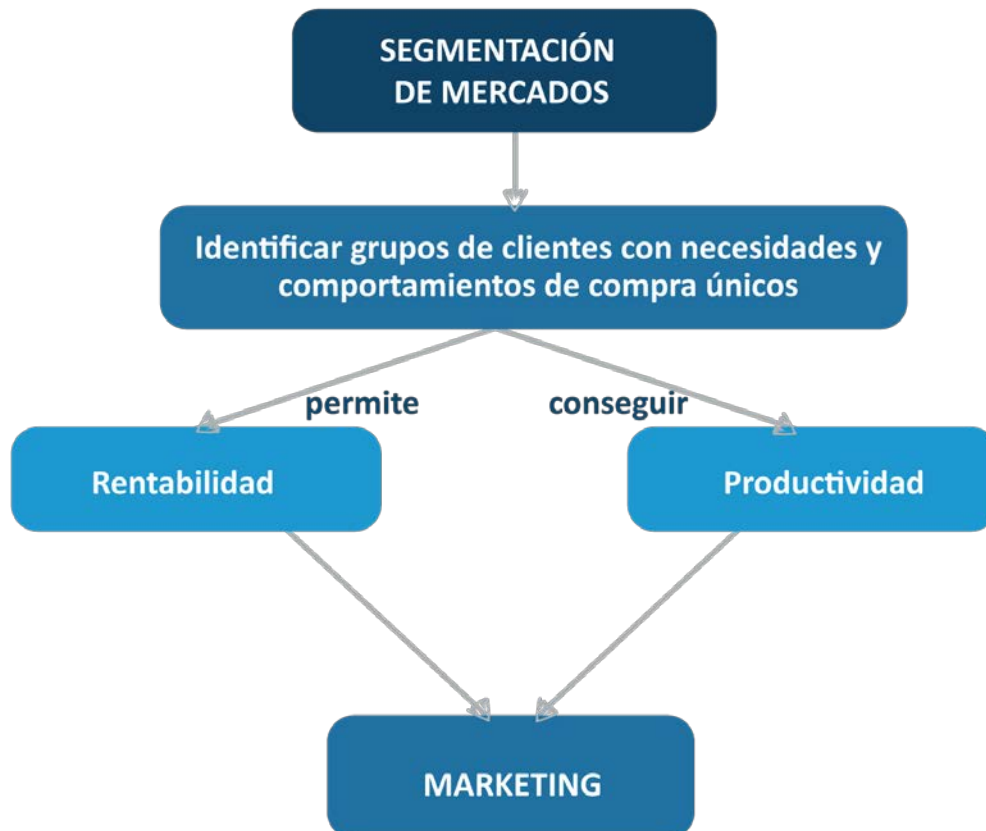 SEGMENTACIÓN
DE MERCADOS
Identificar grupos de clientes con necesidades y
comportamientos de compra únicos
permite
conseguir
Rentabilidad
Productividad
MARKETING